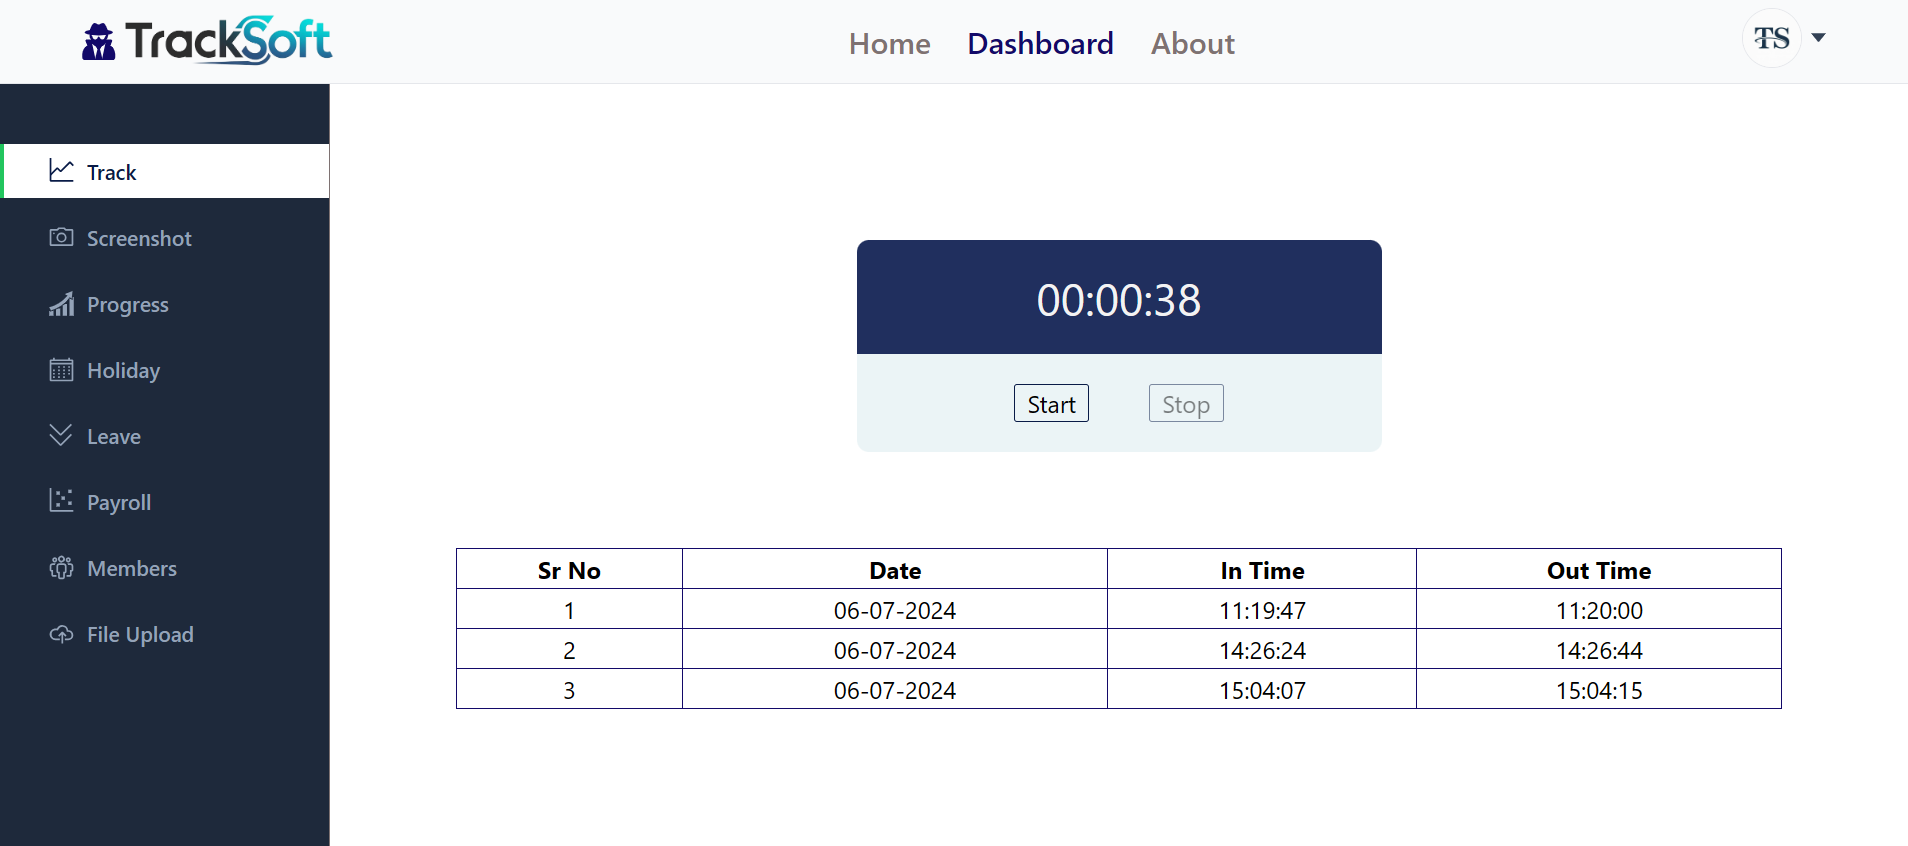 TrackSoft
Home Dashboard About
TS
Track
Screenshot
Progress
Holiday
Leave
Payroll
Members
File Upload
00:00:38
Start Stop
Sr No Date In Time Out Time
1 06-07-2024 11:19:47 11:20:00
2 06-07-2024 14:26:24 14:26:44
3 06-07-2024 15:04:07 15:04:15